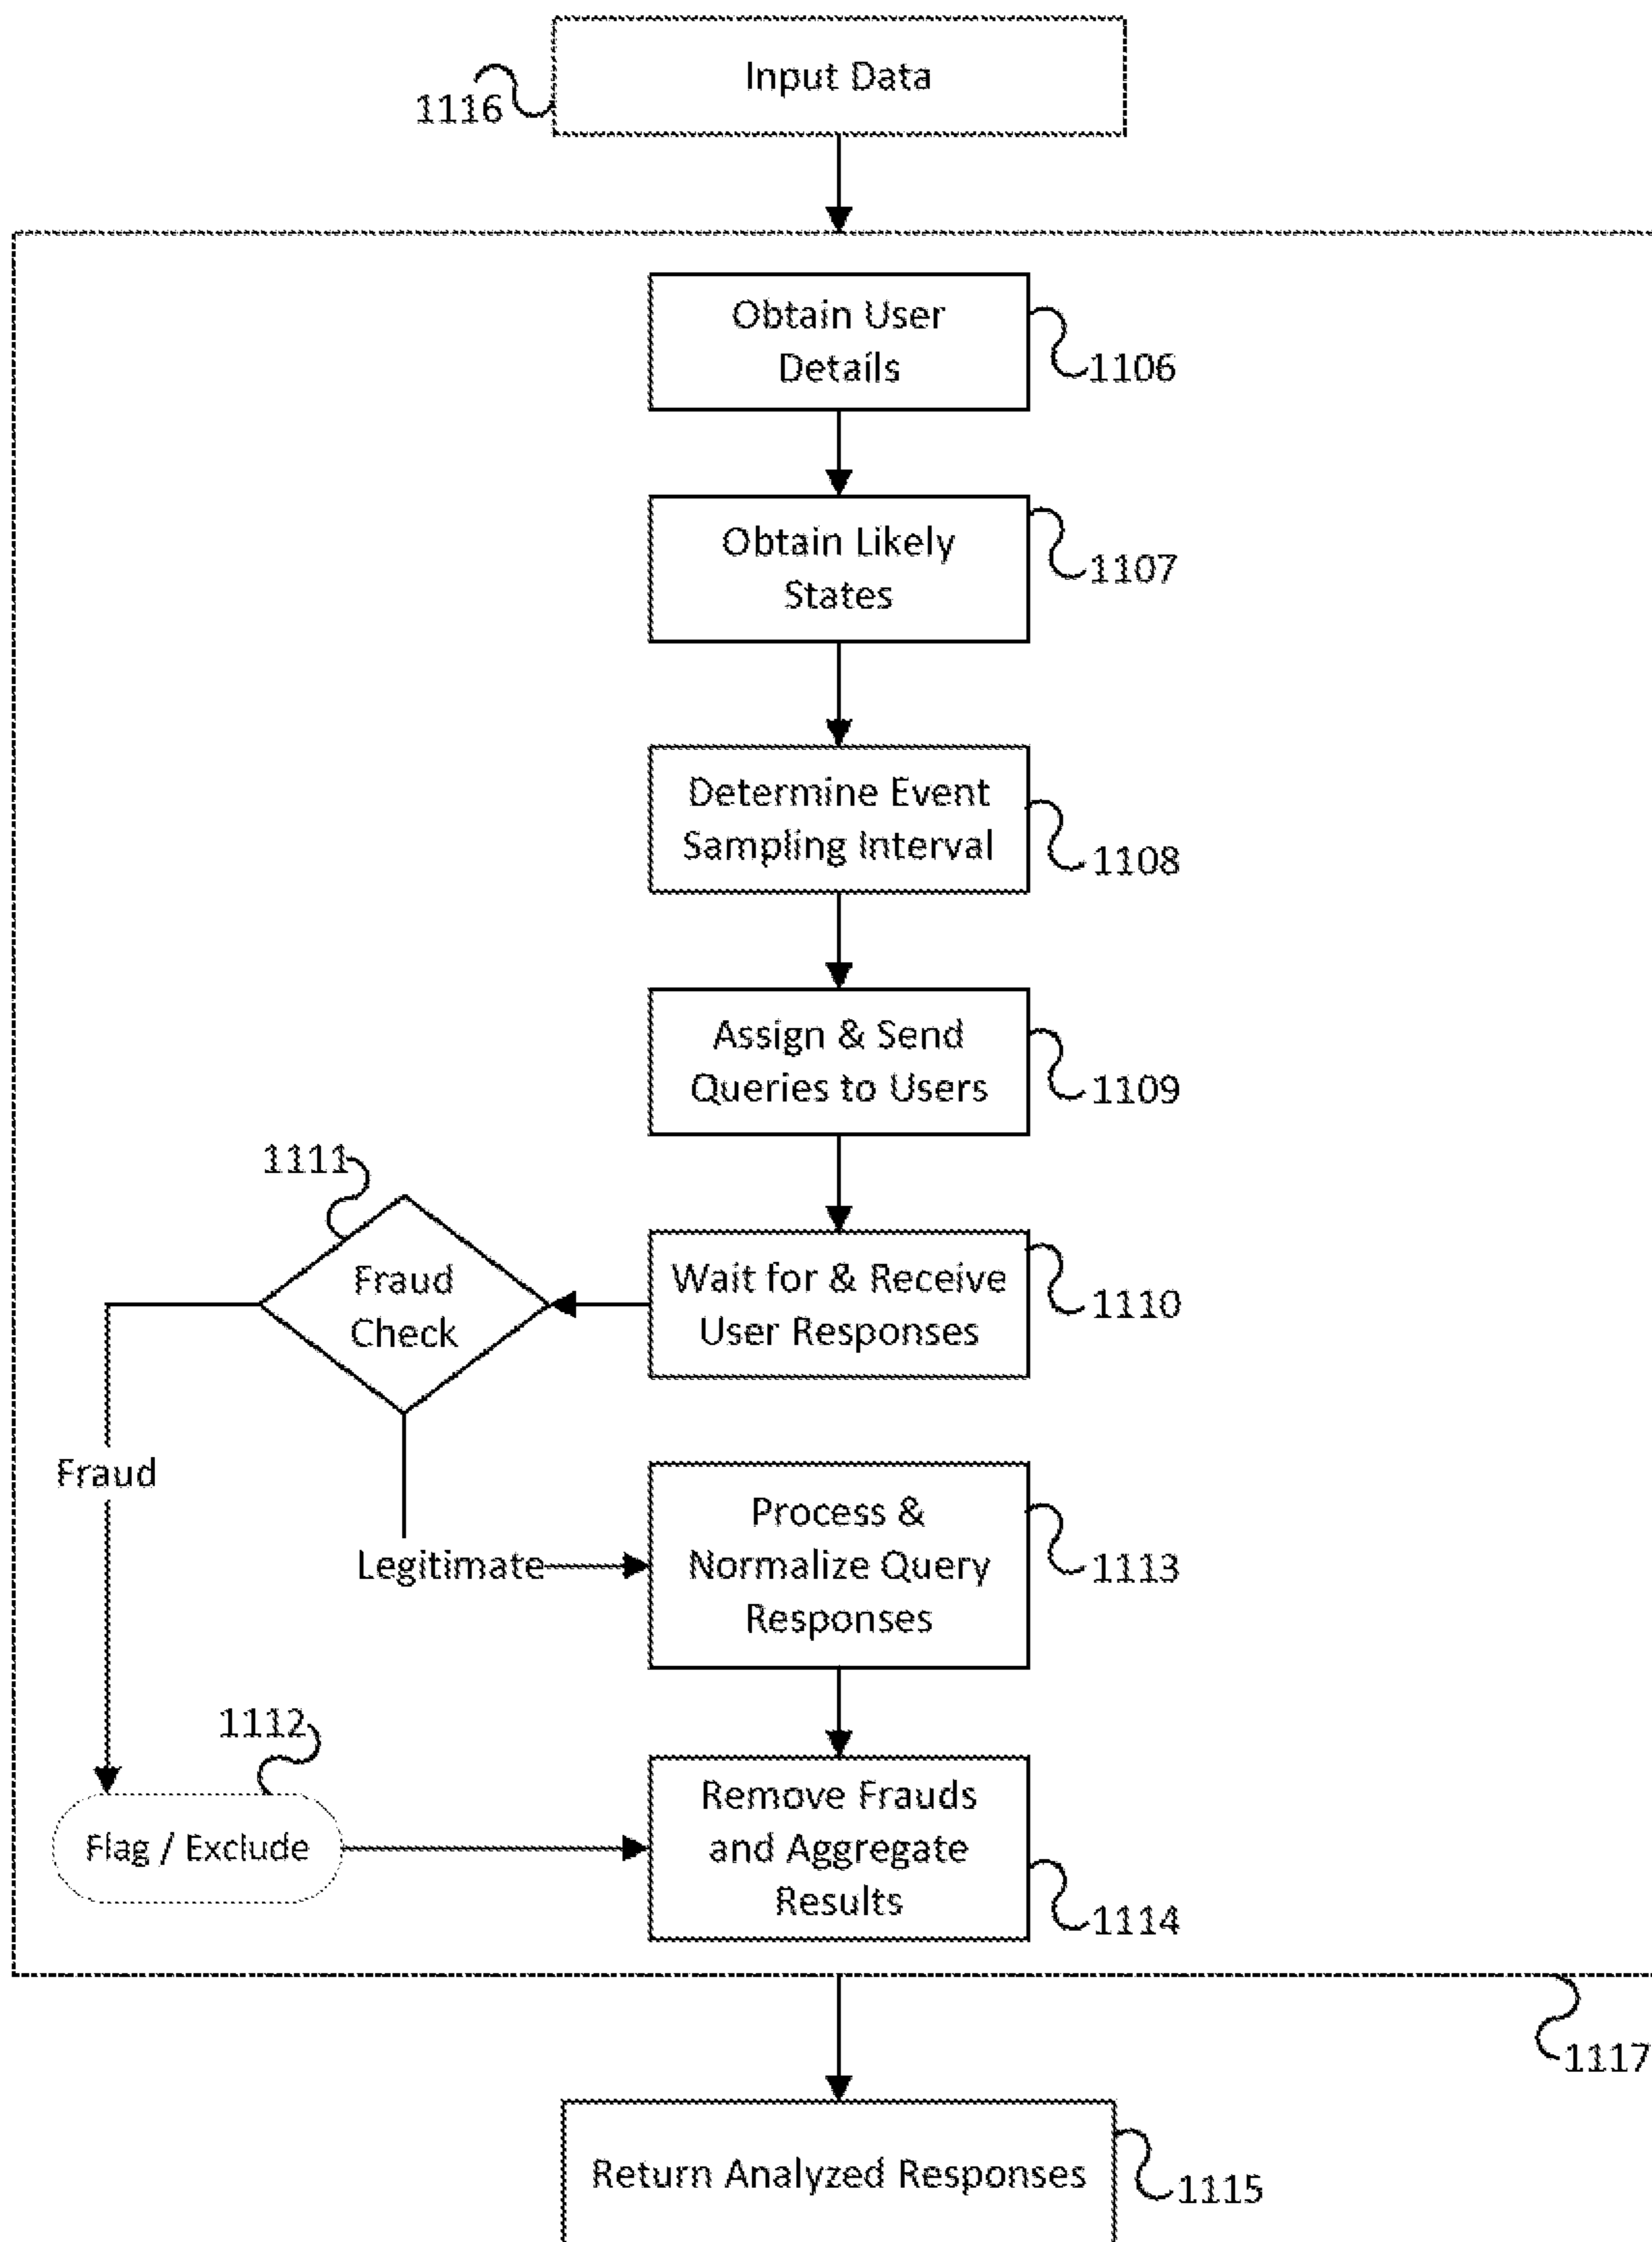 Input Data
1116
Obtain User
Details
1106
Obtain Likely
States
1107
Determine Event
Sampling Interval
1108
Assign & Send
Queries to Users
1109
1111
Fraud
Check
Wait for & Receive
User Responses
1110
Fraud
Legitimate
Process &
Normalize Query
Responses
1113
1112
Flag / Exclude
Remove Frauds
and Aggregate
Results
1114
1117
Return Analyzed Responses
1115